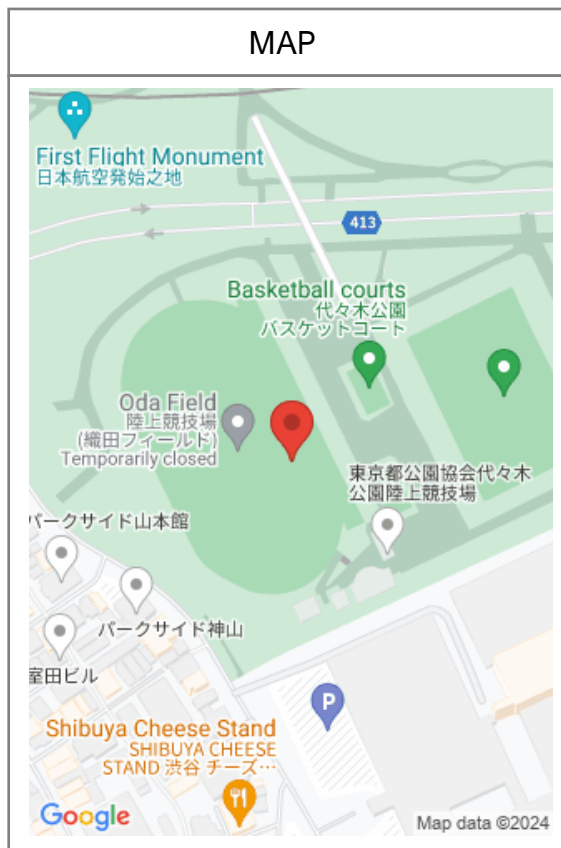 MAP
First Flight Monument
日本航空発始之地
413
Basketball courts
代々木公園
バスケットコート
Oda Field
陸上競技場
(織田フィールド)
Temporarily closed
東京都公園協会代々木
公園陸上競技場
パークサイド山本館
パークサイド神山
室田ビル
P
Shibuya Cheese Stand
SHIBUYA CHEESE
STAND 渋谷 チーズ…
Google
Map data ©2024